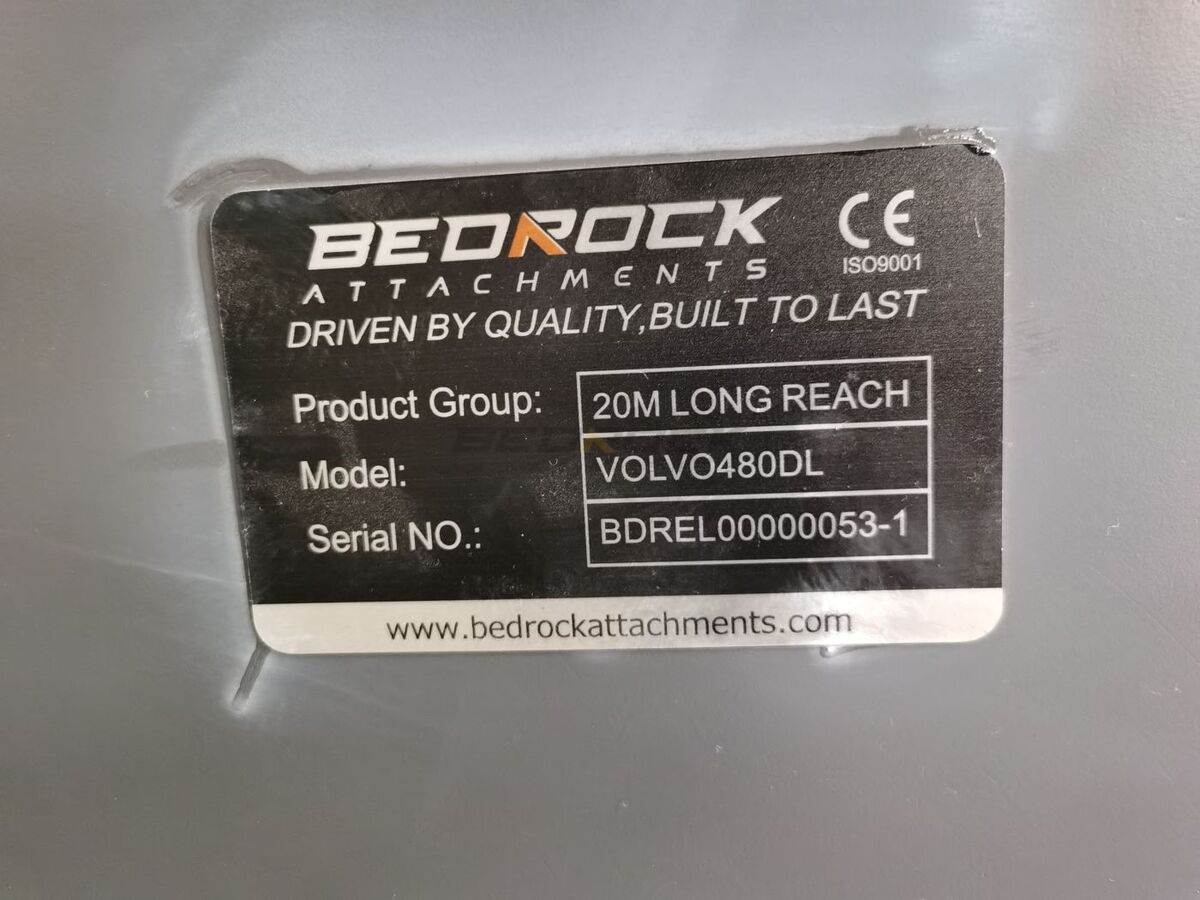 BEDROCK
ATTACHMENTS
CE
ISO9001
DRIVEN BY QUALITY,BUILT TO LAST
Product Group: 20M LONG REACH
Model: VOLVO480DL
Serial NO.: BDREL00000053-1
www.bedrockattachments.com